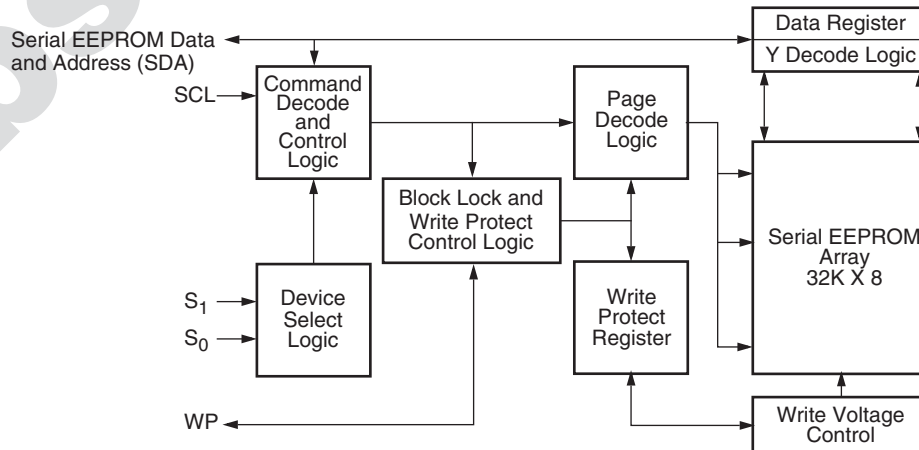 Serial EEPROM Data
and Address (SDA)
SCL
Command
Decode
and
Control
Logic
Page
Decode
Logic
Data Register
Y Decode Logic
Block Lock and
Write Protect
Control Logic
Serial EEPROM
Array
32K X 8
S1
S0
Device
Select
Logic
Write
Protect
Register
WP
Write Voltage
Control